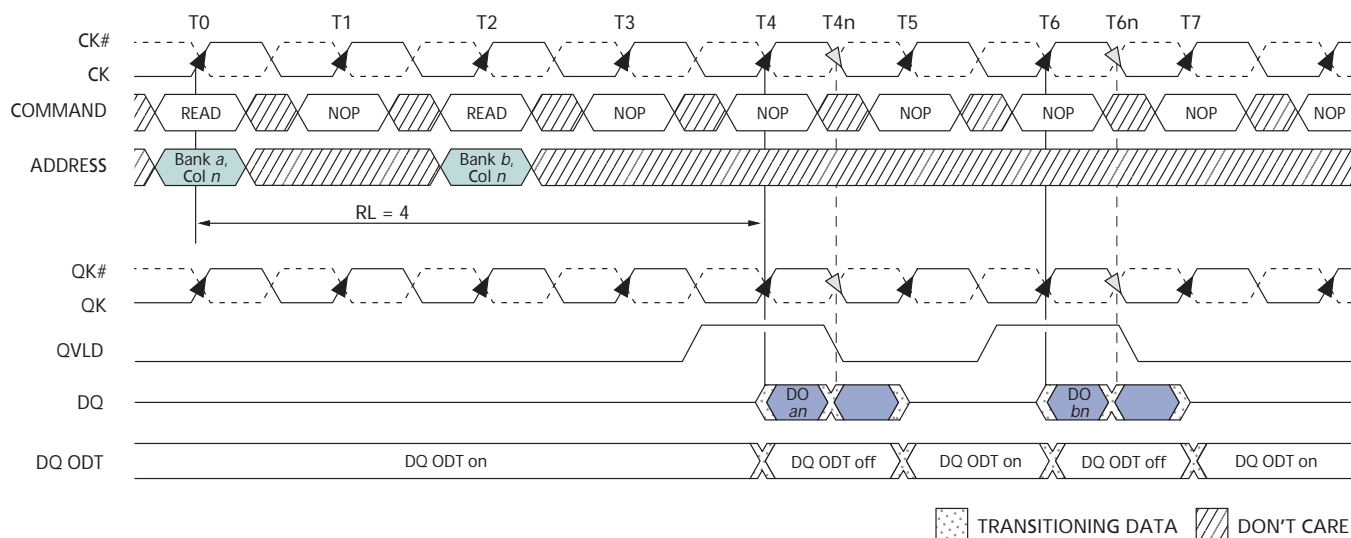 T0 T1 T2 T3 T4 T4n T5 T6 T6n T7
CK#
CK
COMMAND READ NOP READ NOP NOP NOP NOP NOP NOP
ADDRESS Bank a, Col n Bank b, Col n
RL = 4
QK#
QK
QVLD
DQ DO an DO bn
DQ ODT DQ ODT on DQ ODT off DQ ODT on DQ ODT off DQ ODT on
TRANSITIONING DATA DON'T CARE